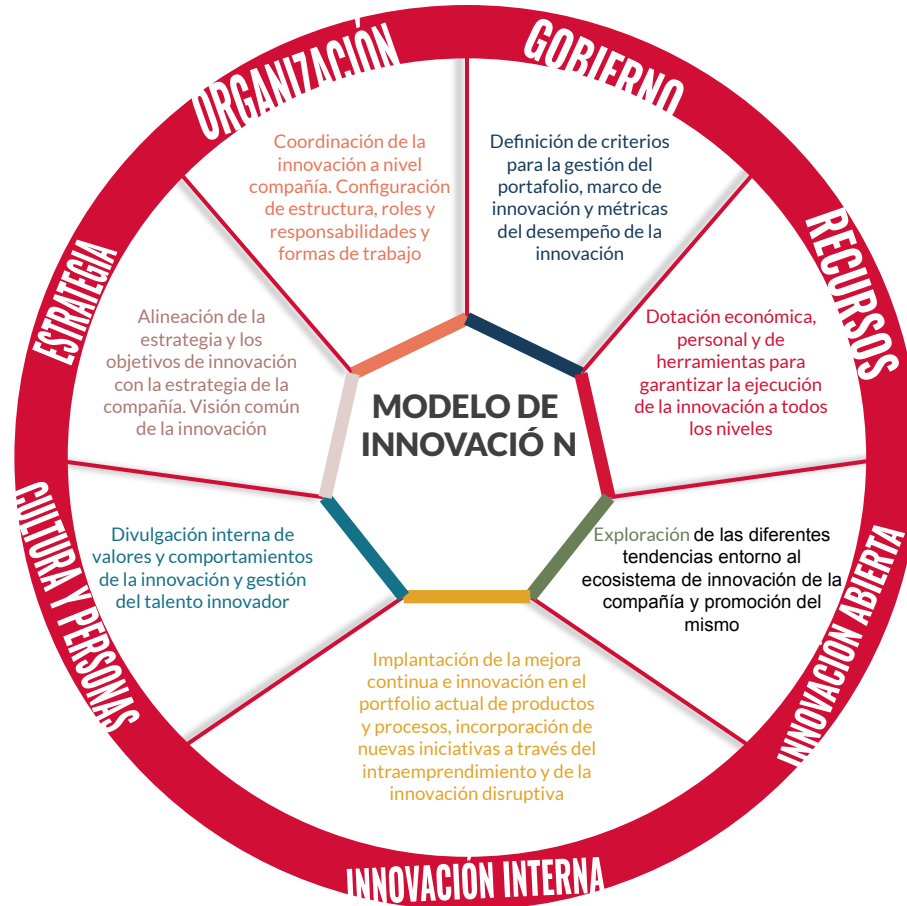 ORGANIZACIÓN
Coordinación de la
innovación a nivel
compañía. Configuración
de estructura, roles y
responsabilidades y
formas de trabajo
GOBIERNO
Definición de criterios
para la gestión del
portafolio, marco de
innovación y métricas
del desempeño de la
innovación
RECURSOS
Dotación económica,
personal y de
herramientas para
garantizar la ejecución
de la innovación a todos
los niveles
ESTRATEGIA
Alineación de la
estrategia y los
objetivos de innovación
con la estrategia de la
compañía. Visión común
de la innovación
MODELO DE
INNOVACIÓ N
CULTURA Y PERSONAS
Divulgación interna de
valores y comportamientos
de la innovación y gestión
del talento innovador
INNOVACIÓN ABIERTA
Exploración de las diferentes
tendencias entorno al
ecosistema de innovación de la
compañía y promoción del
mismo
Implantación de la mejora
continua e innovación en el
portfolio actual de productos
y procesos, incorporación de
nuevas iniciativas a través del
intraemprendimiento y de la
innovación disruptiva
INNOVACIÓN INTERNA